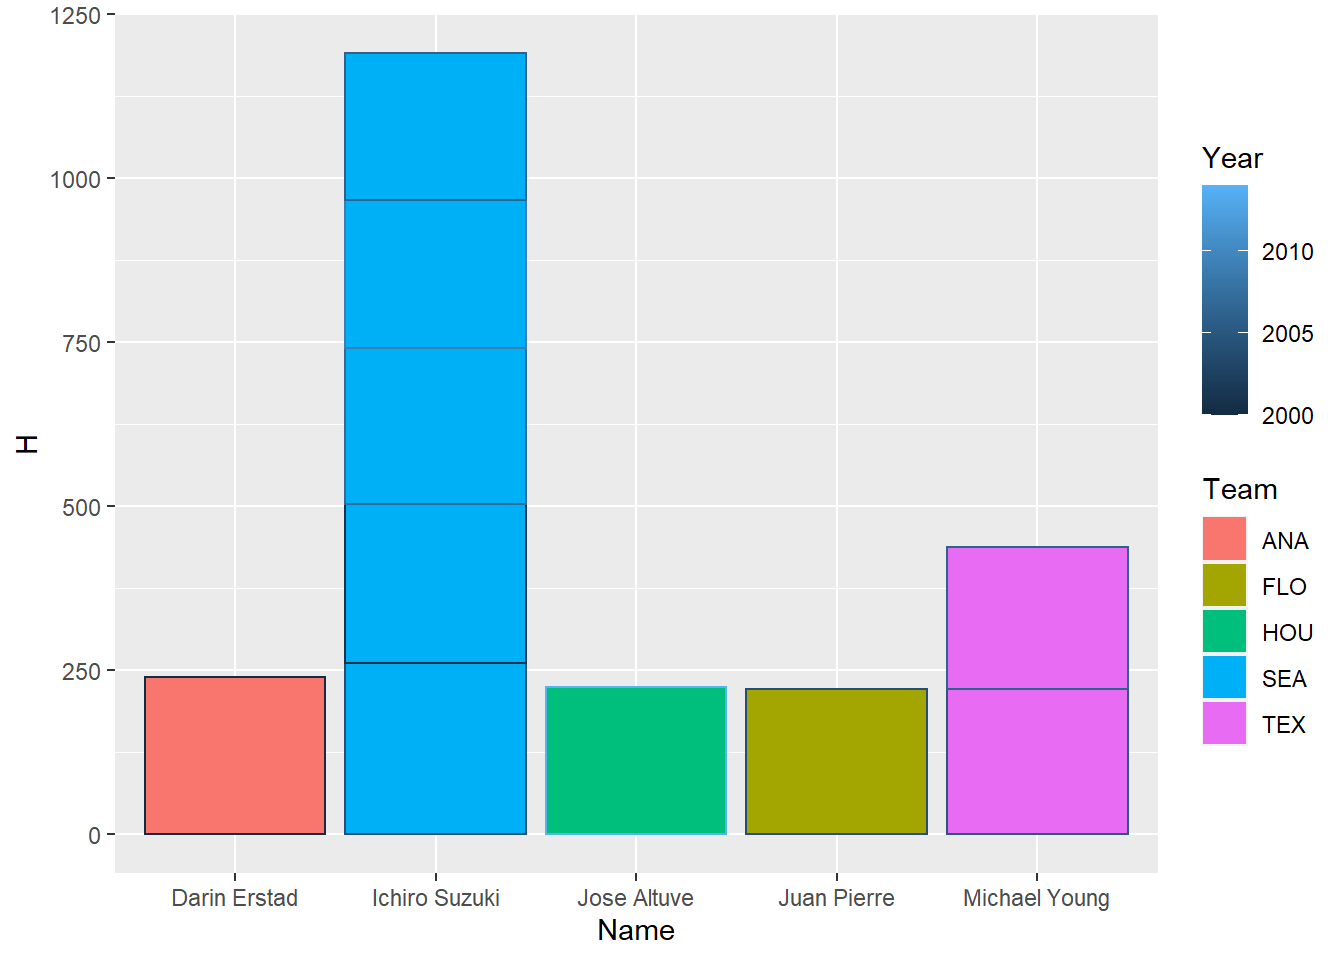 1250
1000
750
500
250
0
H
Darin Erstad
Ichiro Suzuki
Jose Altuve
Juan Pierre
Michael Young
Name
Year
2010
2005
2000
Team
ANA
FLO
HOU
SEA
TEX